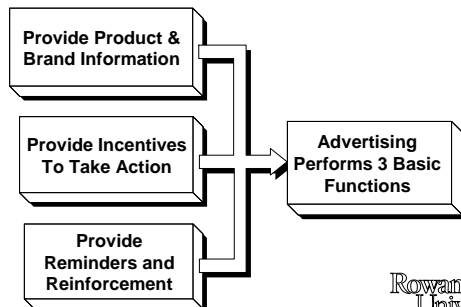 Provide Product &
Brand Information
Provide Incentives
To Take Action
Advertising
Performs 3 Basic
Functions
Provide
Reminders and
Reinforcement
Rowan
Univ